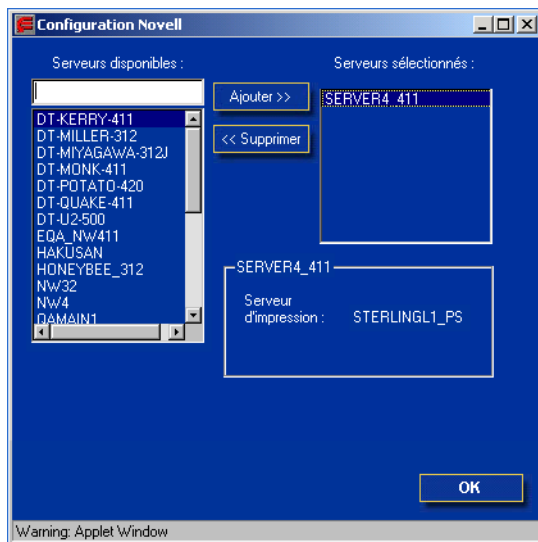 Configuration Novell
Serveurs disponibles :
Serveurs sélectionnés :
Ajouter >>
<< Supprimer
DT-KERRY-411
DT-MILLER-312
DT-MIYAGAWA-312J
DT-MONK-411
DT-POTATO-420
DT-QUAKE-411
DT-U2-500
EQA_NW411
HAKUSAN
HONEYBEE_312
NW32
NW4
QAMAIN1
SERVER4_411
SERVER4_411
Serveur
d'impression : STERLINGL1_PS
OK
Warning: Applet Window